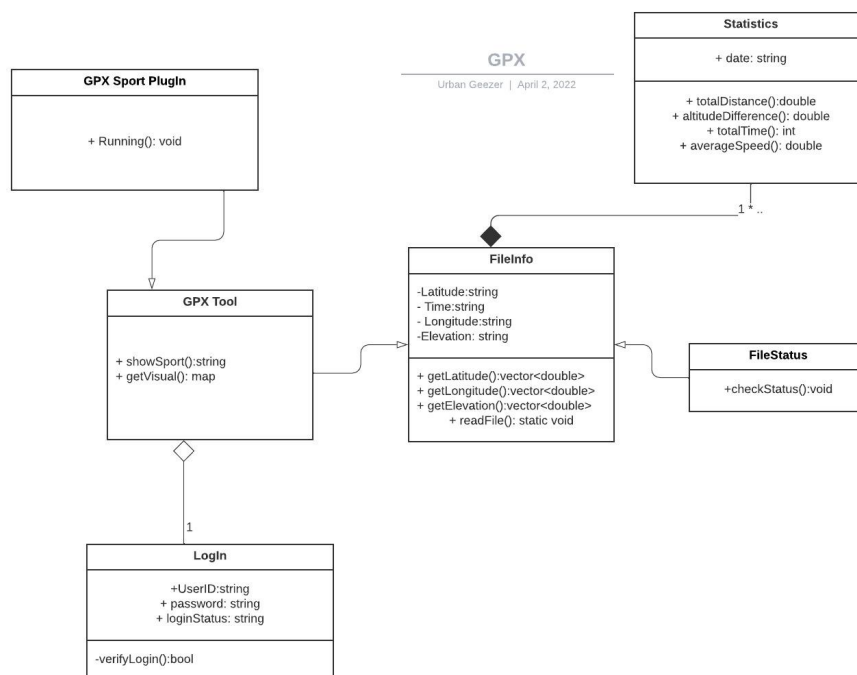 Statistics
+ date: string
+ totalDistance():double
+ altitudeDifference(): double
+ totalTime(): int
+ averageSpeed(): double
GPX
Urban Geezer | April 2, 2022
GPX Sport PlugIn
+ Running(): void
1 * ..
FileInfo
-Latitude:string
- Time:string
- Longitude:string
-Elevation: string
+ getLatitude():vector<double>
+ getLongitude():vector<double>
+ getElevation():vector<double>
+ readFile(): static void
GPX Tool
+ showSport():string
+ getVisual(): map
FileStatus
+checkStatus():void
1
LogIn
+UserID:string
+ password: string
+ loginStatus: string
-verifyLogin():bool